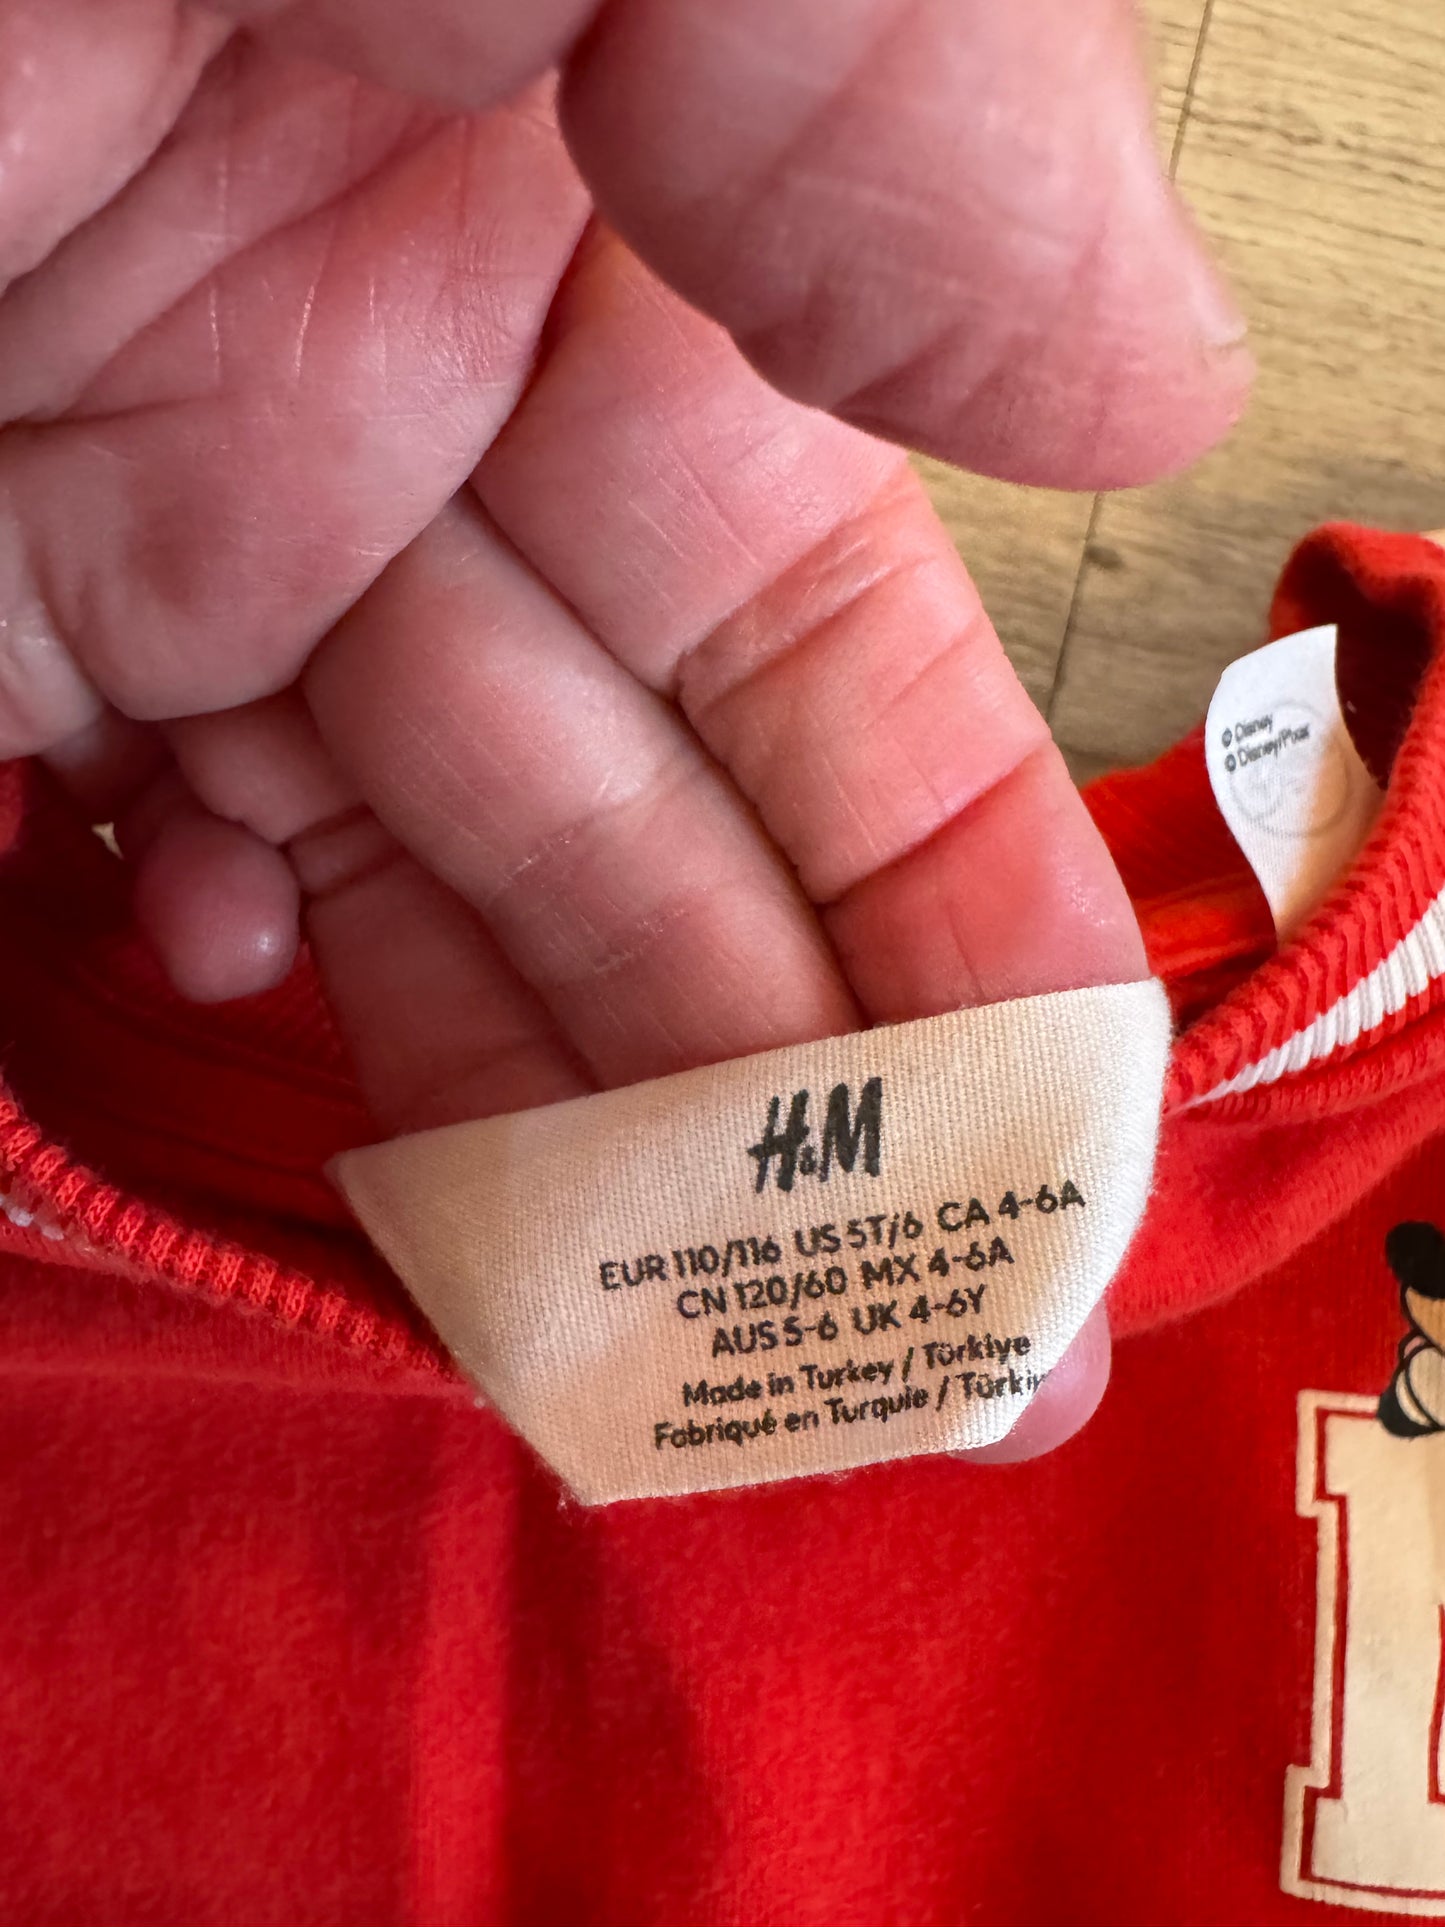 © Disney
© Disney/Pixar
H&M
EUR 110/116 US 5T/6 CA 4-6A
CN 120/60 MX 4-6A
AUS 5-6 UK 4-6Y
Made in Turkey / Türkiye
Fabriqué en Turquie / Türkiy